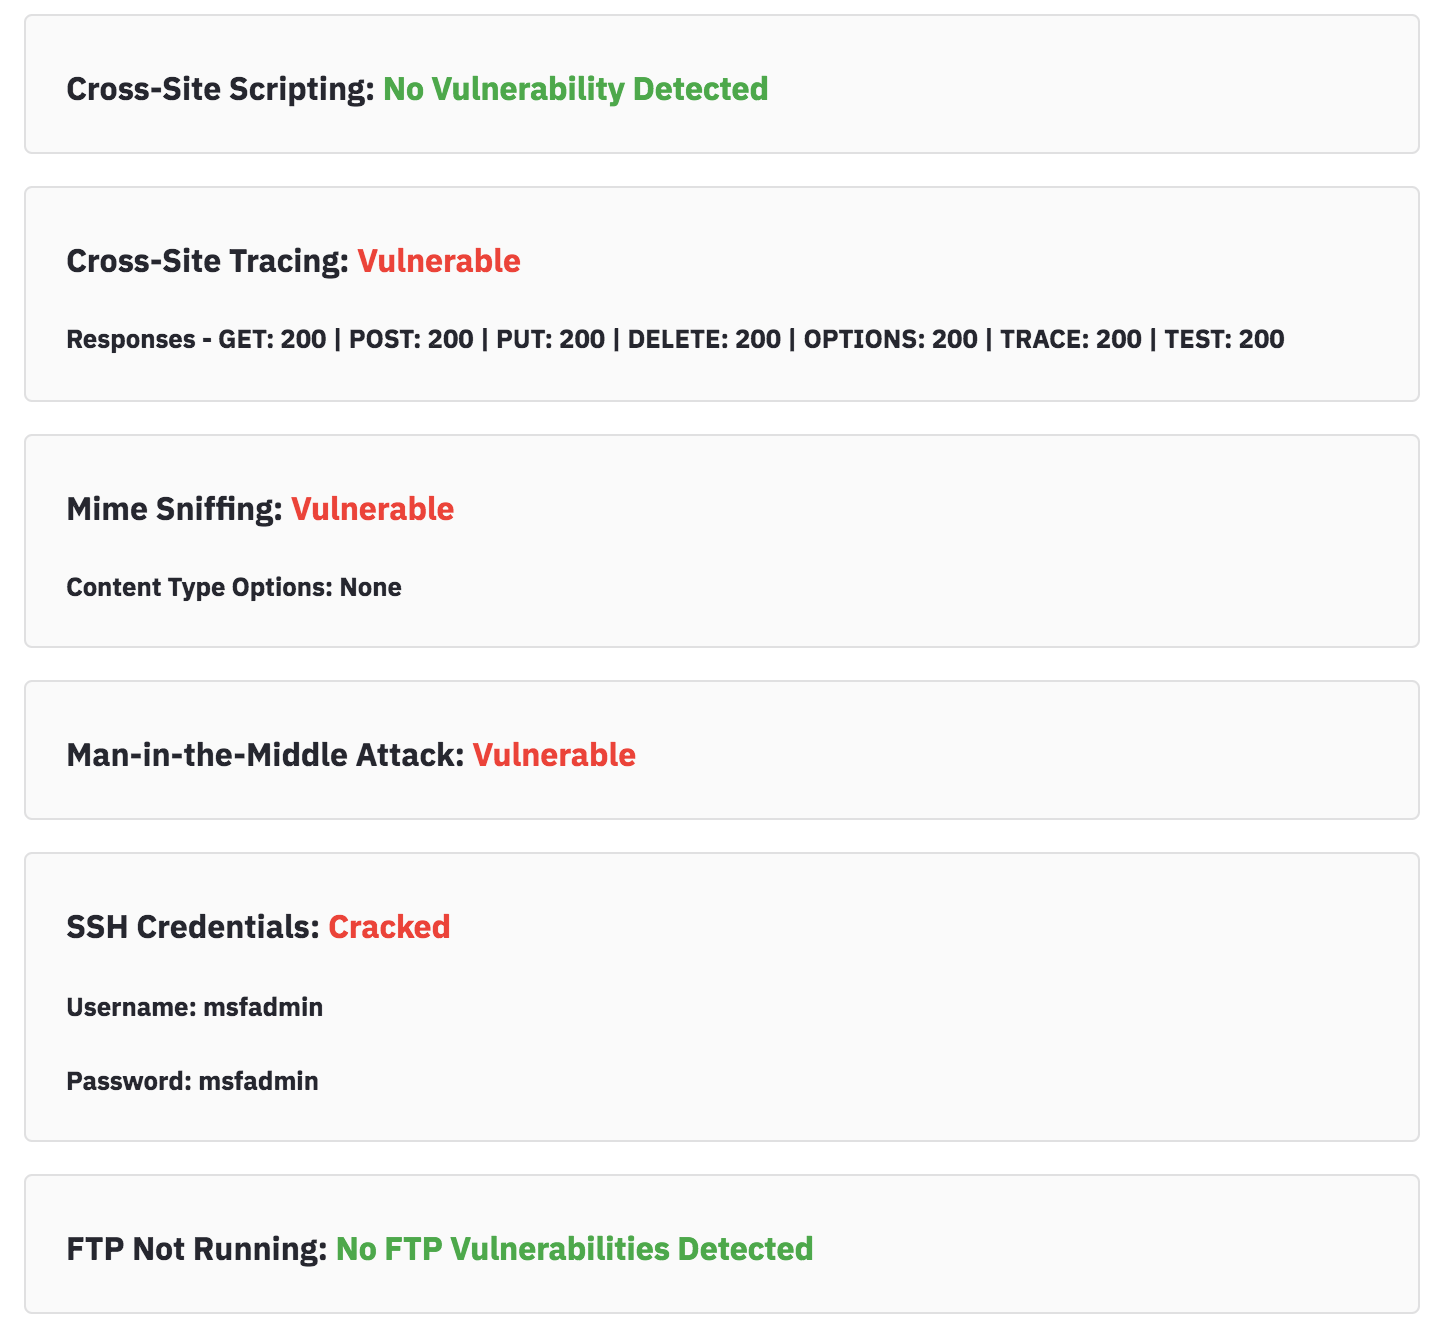 Cross-Site Scripting: No Vulnerability Detected
Cross-Site Tracing: Vulnerable
Responses - GET: 200 | POST: 200 | PUT: 200 | DELETE: 200 | OPTIONS: 200 | TRACE: 200 | TEST: 200
Mime Sniffing: Vulnerable
Content Type Options: None
Man-in-the-Middle Attack: Vulnerable
SSH Credentials: Cracked
Username: msfadmin
Password: msfadmin
FTP Not Running: No FTP Vulnerabilities Detected